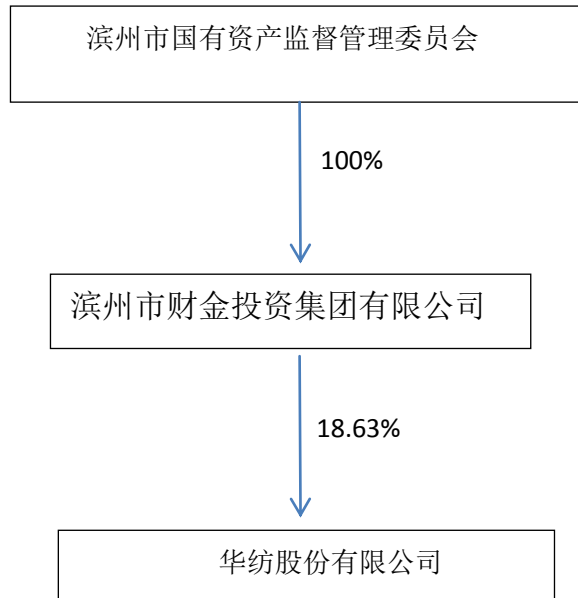 滨州市国有资产监督管理委员会
100%
滨州市财金投资集团有限公司
18.63%
华纺股份有限公司